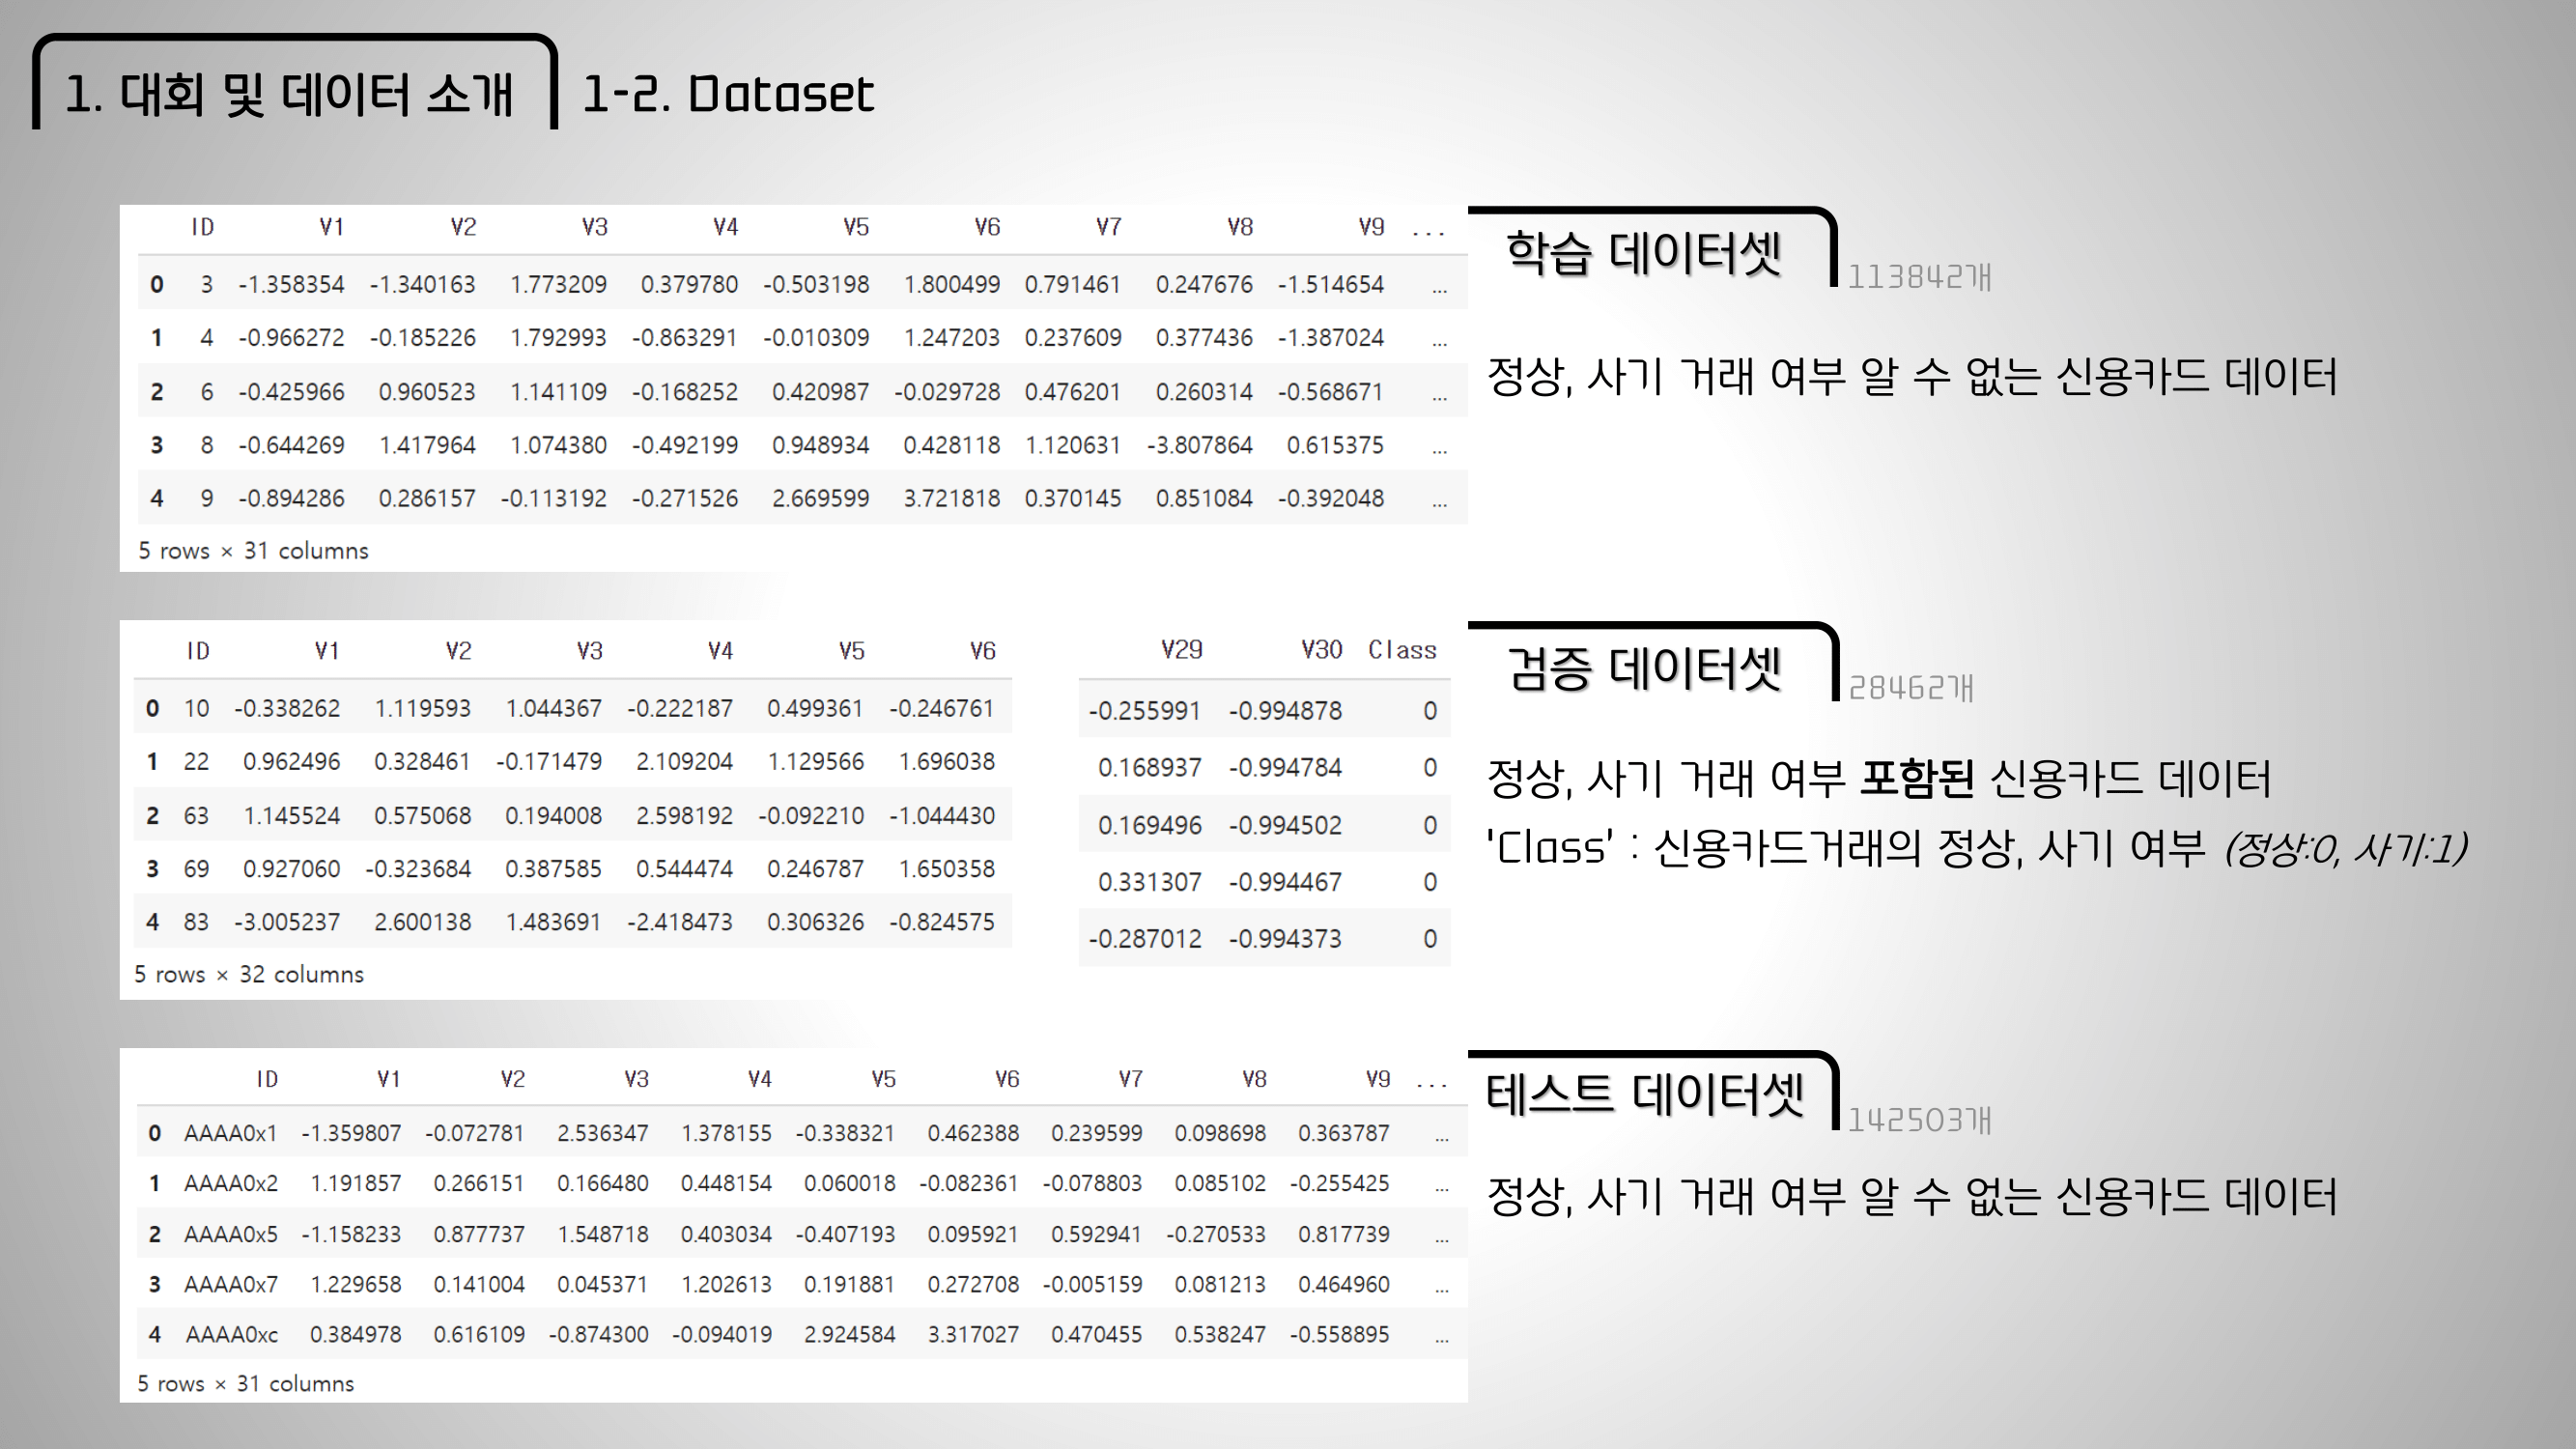 1. 대회 및 데이터 소개 1-2. Dataset
ID V1 V2 V3 V4 V5 V6 V7 V8 V9 ...
0 3 -1.358354 -1.340163 1.773209 0.379780 -0.503198 1.800499 0.791461 0.247676 -1.514654 ...
1 4 -0.966272 -0.185226 1.792993 -0.863291 -0.010309 1.247203 0.237609 0.377436 -1.387024 ...
2 6 -0.425966 0.960523 1.141109 -0.168252 0.420987 -0.029728 0.476201 0.260314 -0.568671 ...
3 8 -0.644269 1.417964 1.074380 -0.492199 0.948934 0.428118 1.120631 -3.807864 0.615375 ...
4 9 -0.894286 0.286157 -0.113192 -0.271526 2.669599 3.721818 0.370145 0.851084 -0.392048 ...
5 rows × 31 columns
학습 데이터셋 113842개
정상, 사기 거래 여부 알 수 없는 신용카드 데이터
ID V1 V2 V3 V4 V5 V6
0 10 -0.338262 1.119593 1.044367 -0.222187 0.499361 -0.246761
1 22 0.962496 0.328461 -0.171479 2.109204 1.129566 1.696038
2 63 1.145524 0.575068 0.194008 2.598192 -0.092210 -1.044430
3 69 0.927060 -0.323684 0.387585 0.544474 0.246787 1.650358
4 83 -3.005237 2.600138 1.483691 -2.418473 0.306326 -0.824575
5 rows × 32 columns
V29 V30 Class
-0.255991 -0.994878 0
0.168937 -0.994784 0
0.169496 -0.994502 0
0.331307 -0.994467 0
-0.287012 -0.994373 0
검증 데이터셋 28462개
정상, 사기 거래 여부 포함된 신용카드 데이터
'Class' : 신용카드거래의 정상, 사기 여부 (정상:0, 사기:1)
ID V1 V2 V3 V4 V5 V6 V7 V8 V9 ...
0 AAAA0x1 -1.359807 -0.072781 2.536347 1.378155 -0.338321 0.462388 0.239599 0.098698 0.363787 ...
1 AAAA0x2 1.191857 0.266151 0.166480 0.448154 0.060018 -0.082361 -0.078803 0.085102 -0.255425 ...
2 AAAA0x5 -1.158233 0.877737 1.548718 0.403034 -0.407193 0.095921 0.592941 -0.270533 0.817739 ...
3 AAAA0x7 1.229658 0.141004 0.045371 1.202613 0.191881 0.272708 -0.005159 0.081213 0.464960 ...
4 AAAA0xc 0.384978 0.616109 -0.874300 -0.094019 2.924584 3.317027 0.470455 0.538247 -0.558895 ...
5 rows × 31 columns
테스트 데이터셋 142503개
정상, 사기 거래 여부 알 수 없는 신용카드 데이터